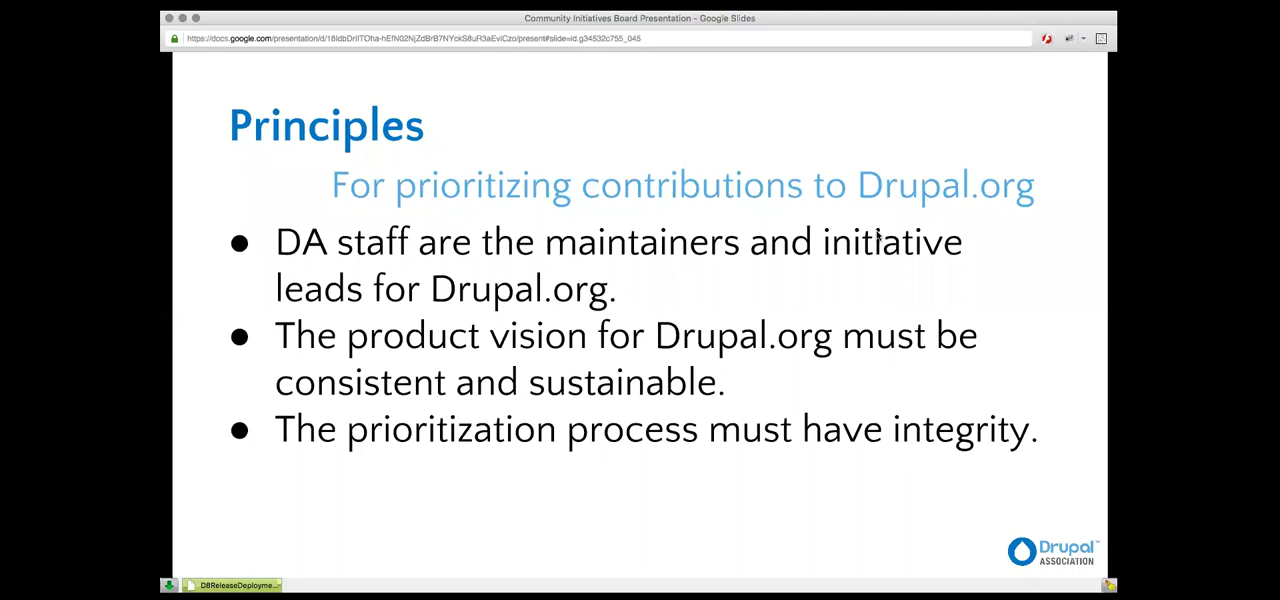 Community Initiatives Board Presentation - Google Slides
Principles
For prioritizing contributions to Drupal.org
● DA staff are the maintainers and initiative
leads for Drupal.org.
● The product vision for Drupal.org must be
consistent and sustainable.
● The prioritization process must have integrity.
Drupal™
ASSOCIATION
DBReleaseDeployme...